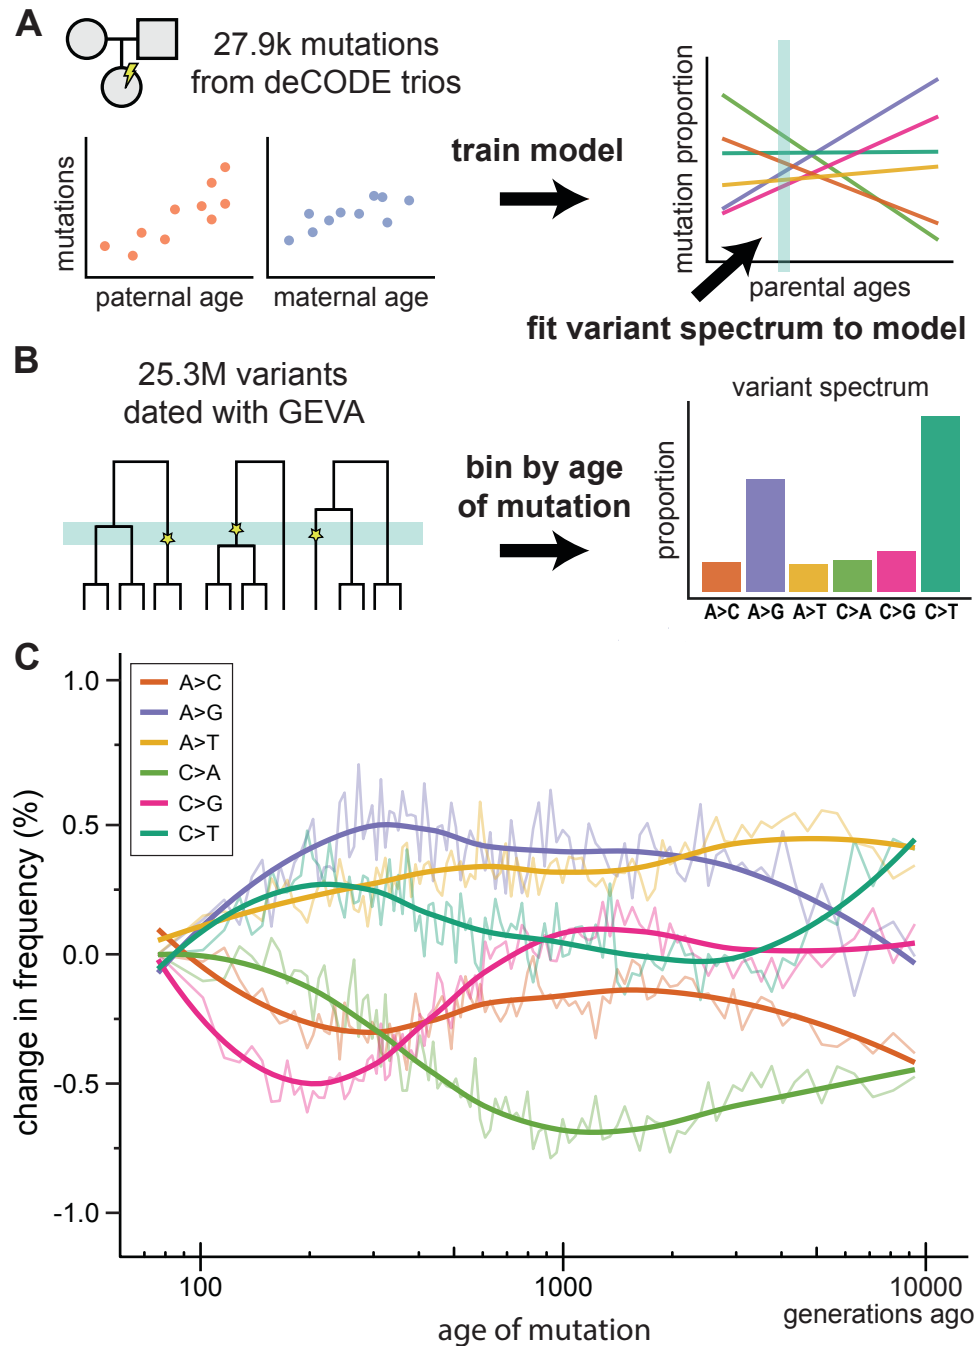 A
27.9k mutations
from deCODE trios
mutations
paternal age
maternal age
train model
mutation proportion
parental ages
fit variant spectrum to model
B
25.3M variants
dated with GEVA
bin by age
of mutation
variant spectrum
proportion
A>C A>G A>T C>A C>G C>T
C
A>C
A>G
A>T
C>A
C>G
C>T
change in frequency (%)
1.0
0.5
0.0
-0.5
-1.0
100 1000 10000
generations ago
age of mutation